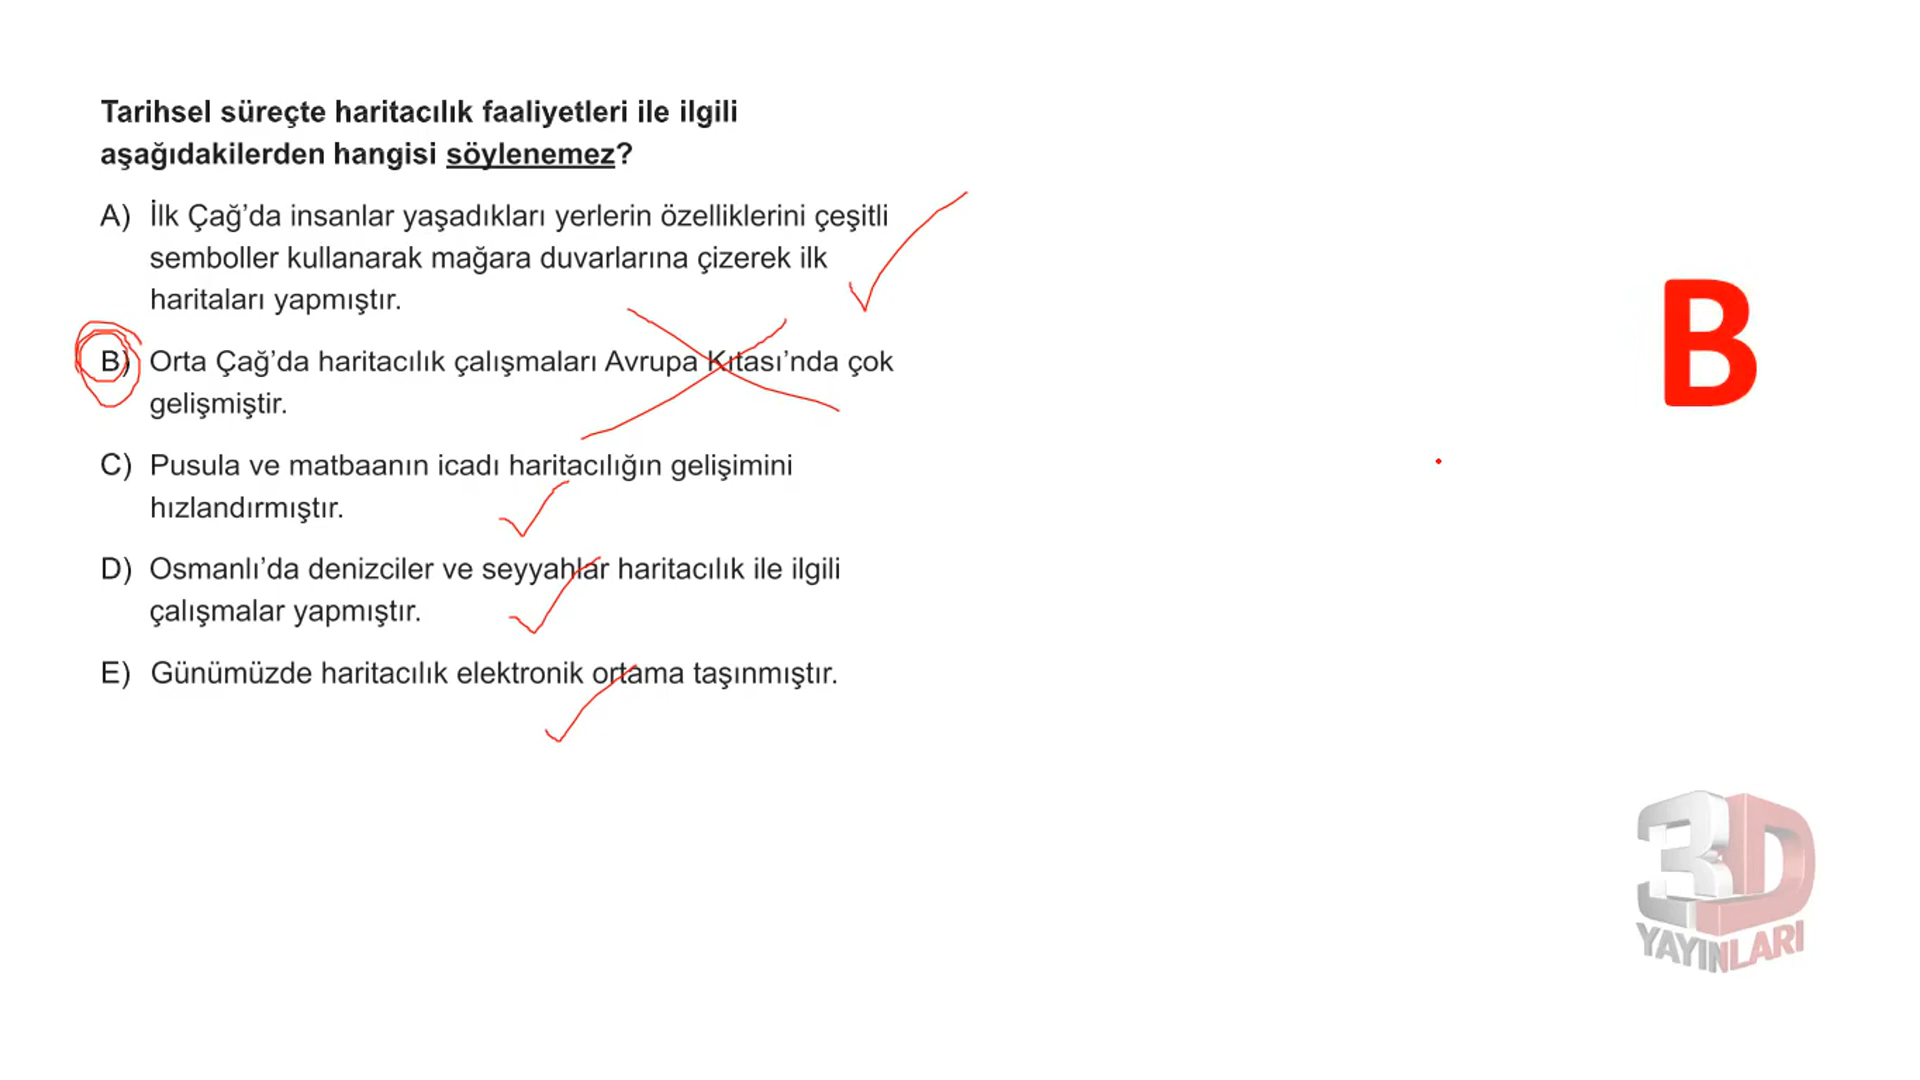 Tarihsel süreçte haritacılık faaliyetleri ile ilgili
aşağıdakilerden hangisi söylenemez?
A) İlk Çağ’da insanlar yaşadıkları yerlerin özelliklerini çeşitli
semboller kullanarak mağara duvarlarına çizerek ilk
haritaları yapmıştır.
B) Orta Çağ’da haritacılık çalışmaları Avrupa Kıtası’nda çok
gelişmiştir.
C) Pusula ve matbaanın icadı haritacılığın gelişimini
hızlandırmıştır.
D) Osmanlı’da denizciler ve seyyahlar haritacılık ile ilgili
çalışmalar yapmıştır.
E) Günümüzde haritacılık elektronik ortama taşınmıştır.
B
3D
YAYINLARI